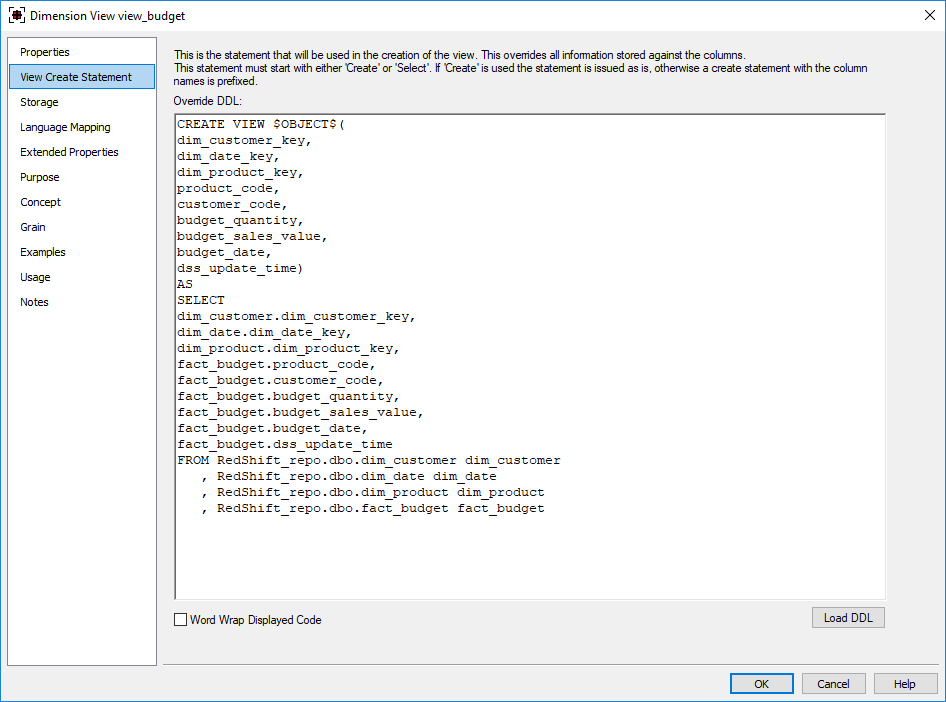 Dimension View view_budget
Properties
View Create Statement
Storage
Language Mapping
Extended Properties
Purpose
Concept
Grain
Examples
Usage
Notes
This is the statement that will be used in the creation of the view. This overrides all information stored against the columns.
This statement must start with either 'Create' or 'Select'. If 'Create' is used the statement is issued as is, otherwise a create statement with the column
names is prefixed.
Override DDL:
CREATE VIEW $OBJECT$(
dim_customer_key,
dim_date_key,
dim_product_key,
product_code,
customer_code,
budget_quantity,
budget_sales_value,
budget_date,
dss_update_time)
AS
SELECT
dim_customer.dim_customer_key,
dim_date.dim_date_key,
dim_product.dim_product_key,
fact_budget.product_code,
fact_budget.customer_code,
fact_budget.budget_quantity,
fact_budget.budget_sales_value,
fact_budget.budget_date,
fact_budget.dss_update_time
FROM RedShift_repo.dbo.dim_customer dim_customer
, RedShift_repo.dbo.dim_date dim_date
, RedShift_repo.dbo.dim_product dim_product
, RedShift_repo.dbo.fact_budget fact_budget
Word Wrap Displayed Code
Load DDL
OK
Cancel
Help